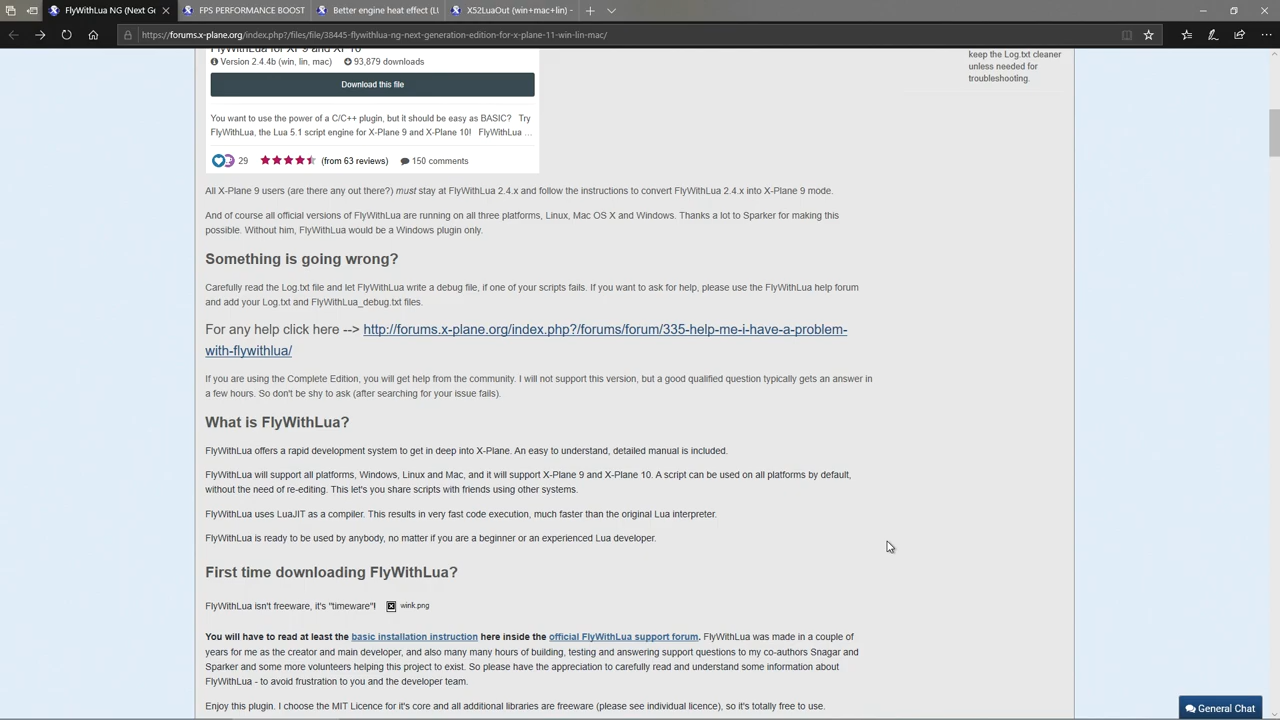 FlyWithLua NG (Next G
FPS PERFORMANCE BOOST
Better engine heat effect (LU
X52LuaOut (win+mac+lin) -
https://forums.x-plane.org/index.php?/files/file/38445-flywithlua-ng-next-generation-edition-for-x-plane-11-win-lin-mac/
FlyWithLua for XP 9 and XP 10
Version 2.4.4b (win, lin, mac) 93,879 downloads
Download this file
You want to use the power of a C/C++ plugin, but it should be easy as BASIC? Try
FlyWithLua, the Lua 5.1 script engine for X-Plane 9 and X-Plane 10! FlyWithLua ...
29 (from 63 reviews) 150 comments
keep the Log.txt cleaner
unless needed for
troubleshooting.
All X-Plane 9 users (are there any out there?) must stay at FlyWithLua 2.4.x and follow the instructions to convert FlyWithLua 2.4.x into X-Plane 9 mode.
And of course all official versions of FlyWithLua are running on all three platforms, Linux, Mac OS X and Windows. Thanks a lot to Sparker for making this
possible. Without him, FlyWithLua would be a Windows plugin only.
Something is going wrong?
Carefully read the Log.txt file and let FlyWithLua write a debug file, if one of your scripts fails. If you want to ask for help, please use the FlyWithLua help forum
and add your Log.txt and FlyWithLua_debug.txt files.
For any help click here --> http://forums.x-plane.org/index.php?/forums/forum/335-help-me-i-have-a-problem-
with-flywithlua/
If you are using the Complete Edition, you will get help from the community. I will not support this version, but a good qualified question typically gets an answer in
a few hours. So don't be shy to ask (after searching for your issue fails).
What is FlyWithLua?
FlyWithLua offers a rapid development system to get in deep into X-Plane. An easy to understand, detailed manual is included.
FlyWithLua will support all platforms, Windows, Linux and Mac, and it will support X-Plane 9 and X-Plane 10. A script can be used on all platforms by default,
without the need of re-editing. This let's you share scripts with friends using other systems.
FlyWithLua uses LuaJIT as a compiler. This results in very fast code execution, much faster than the original Lua interpreter.
FlyWithLua is ready to be used by anybody, no matter if you are a beginner or an experienced Lua developer.
First time downloading FlyWithLua?
FlyWithLua isn't freeware, it's "timeware"! wink.png
You will have to read at least the basic installation instruction here inside the official FlyWithLua support forum. FlyWithLua was made in a couple of
years for me as the creator and main developer, and also many many hours of building, testing and answering support questions to my co-authors Snagar and
Sparker and some more volunteers helping this project to exist. So please have the appreciation to carefully read and understand some information about
FlyWithLua - to avoid frustration to you and the developer team.
Enjoy this plugin. I choose the MIT Licence for it's core and all additional libraries are freeware (please see individual licence), so it's totally free to use.
General Chat